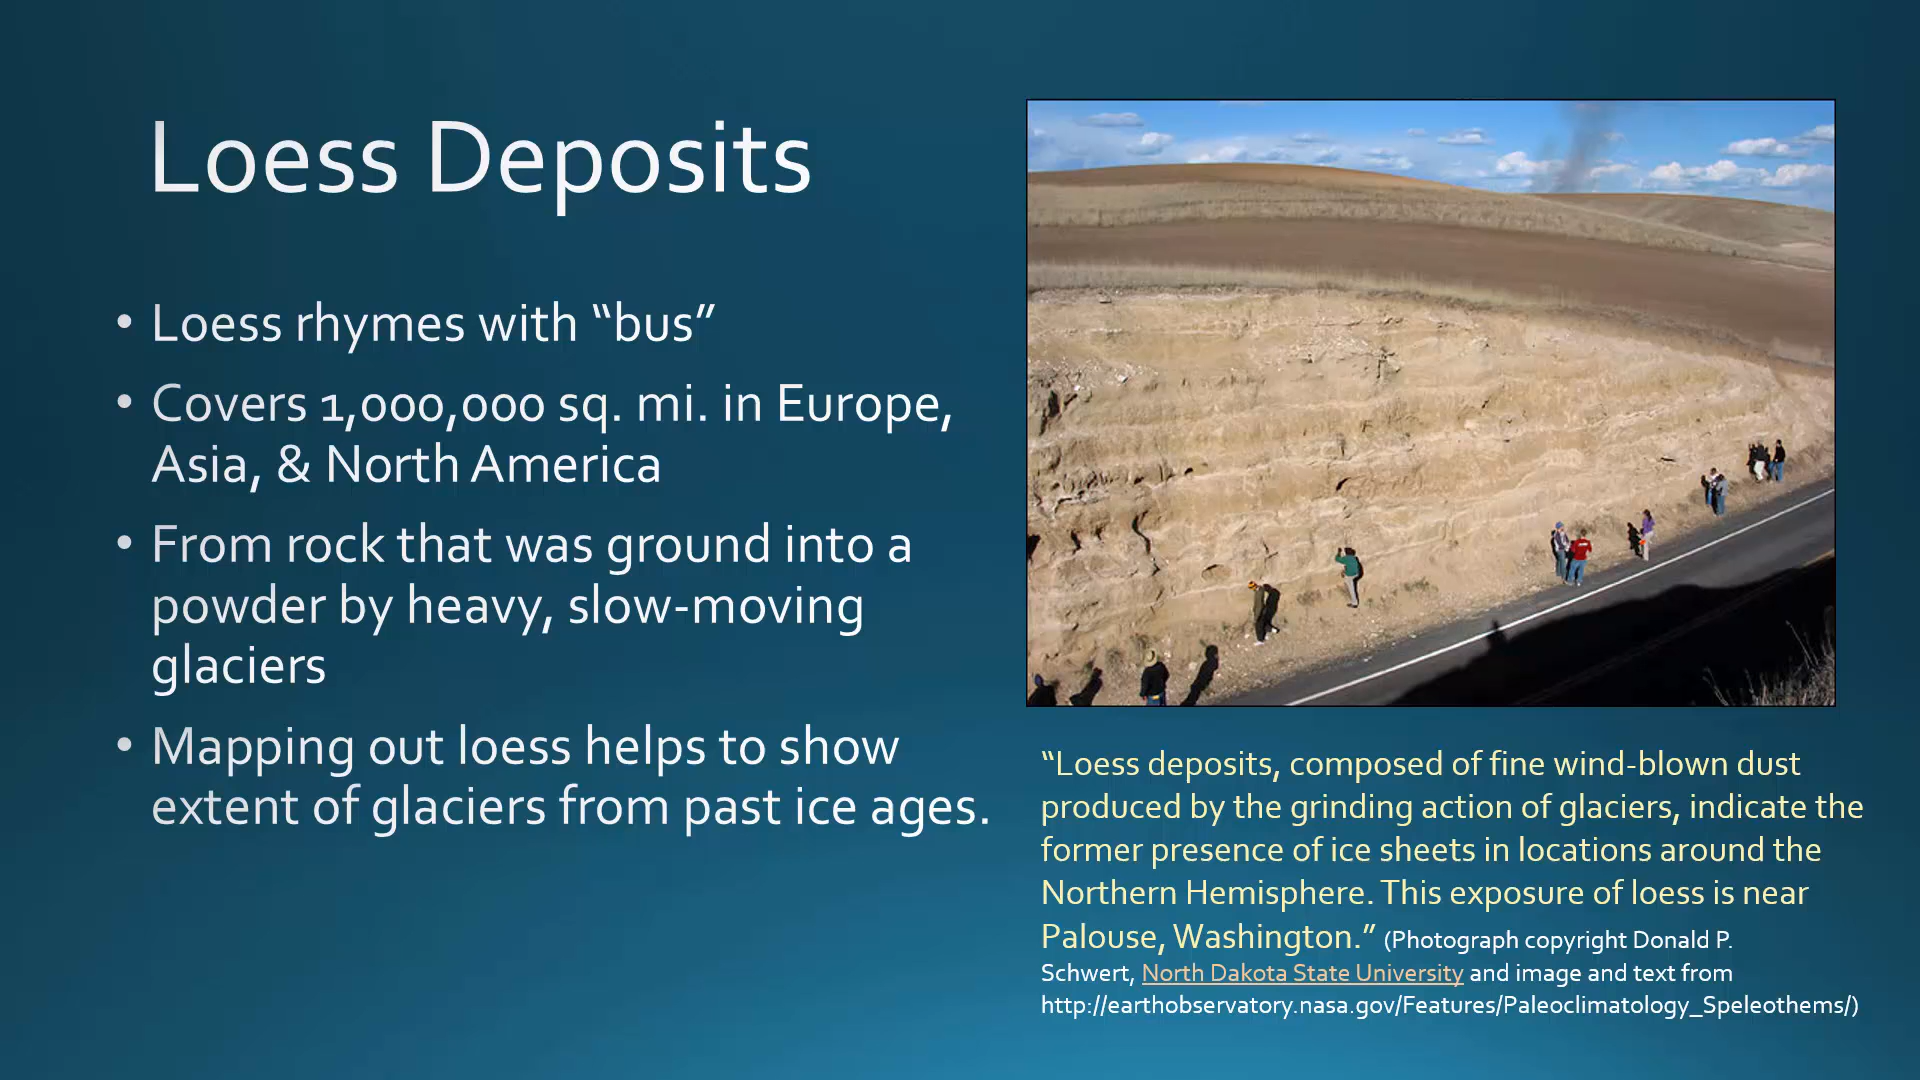 Loess Deposits
• Loess rhymes with “bus”
• Covers 1,000,000 sq. mi. in Europe,
Asia, & North America
• From rock that was ground into a
powder by heavy, slow-moving
glaciers
• Mapping out loess helps to show
extent of glaciers from past ice ages.
“Loess deposits, composed of fine wind-blown dust
produced by the grinding action of glaciers, indicate the
former presence of ice sheets in locations around the
Northern Hemisphere. This exposure of loess is near
Palouse, Washington.” (Photograph copyright Donald P.
Schwert, North Dakota State University and image and text from
http://earthobservatory.nasa.gov/Features/Paleoclimatology_Speleothems/)